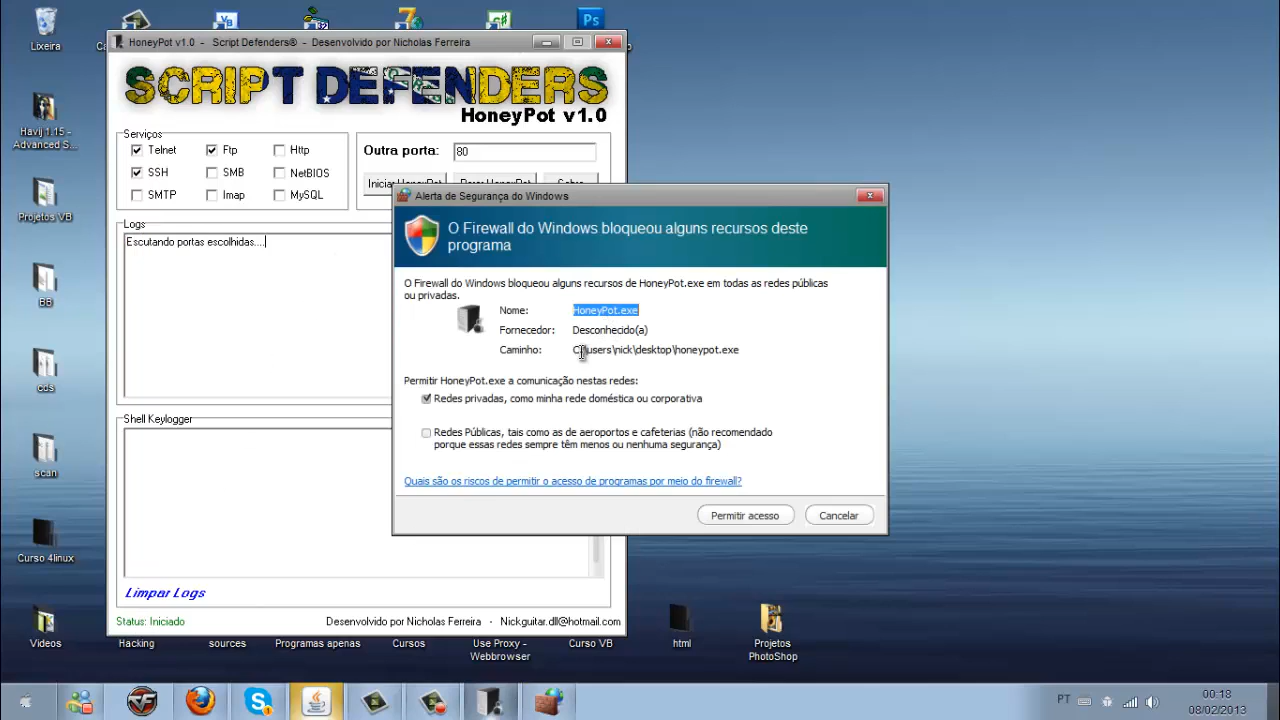 Lixeira
HoneyPot v1.0 - Script Defenders® - Desenvolvido por Nicholas Ferreira
SCRIPT DEFENDERS
HoneyPot v1.0
Serviços
Telnet
Ftp
Http
SSH
SMB
NetBIOS
SMTP
Imap
MySQL
Outra porta:
80
Logs
Escutando portas escolhidas....
Shell Keylogger
Limpar Logs
Status: Iniciado
Desenvolvido por Nicholas Ferreira - Nickguitar.dll@hotmail.com
Alerta de Segurança do Windows
O Firewall do Windows bloqueou alguns recursos deste
programa
O Firewall do Windows bloqueou alguns recursos de HoneyPot.exe em todas as redes públicas
ou privadas.
Nome: HoneyPot.exe
Fornecedor: Desconhecido(a)
Caminho: C:\users\nick\desktop\honeypot.exe
Permitir HoneyPot.exe a comunicação nestas redes:
Redes privadas, como minha rede doméstica ou corporativa
Redes Públicas, tais como as de aeroportos e cafeterias (não recomendado
porque essas redes sempre têm menos ou nenhuma segurança)
Quais são os riscos de permitir o acesso de programas por meio do firewall?
Permitir acesso
Cancelar
Havij 1.15 -
Advanced S...
Projetos VB
BB
cds
scan
Curso 4linux
Videos
Hacking
sources
Programas apenas
Cursos
Use Proxy -
Webbrowser
Curso VB
html
Projetos
PhotoShop
VB
32
Ps
PT
00:18
08/02/2013